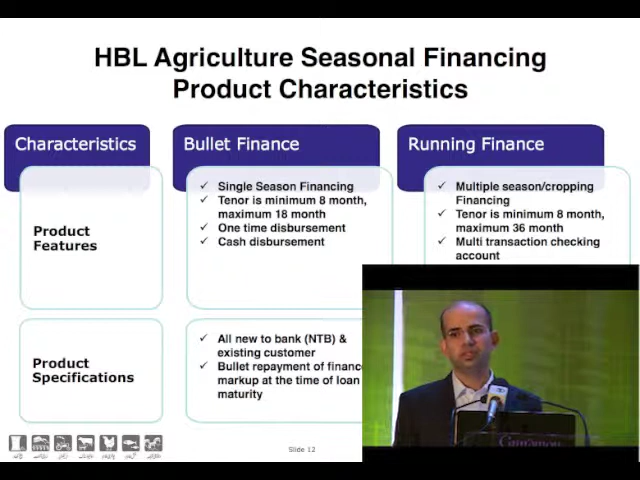 HBL Agriculture Seasonal Financing
Product Characteristics
Characteristics
Bullet Finance
Running Finance
Product
Features
✓ Single Season Financing
✓ Tenor is minimum 8 month,
maximum 18 month
✓ One time disbursement
✓ Cash disbursement
✓ Multiple season/cropping
Financing
✓ Tenor is minimum 8 month,
maximum 36 month
✓ Multi transaction checking
account
Product
Specifications
✓ All new to bank (NTB) &
existing customer
✓ Bullet repayment of finance
markup at the time of loan
maturity
Slide 12